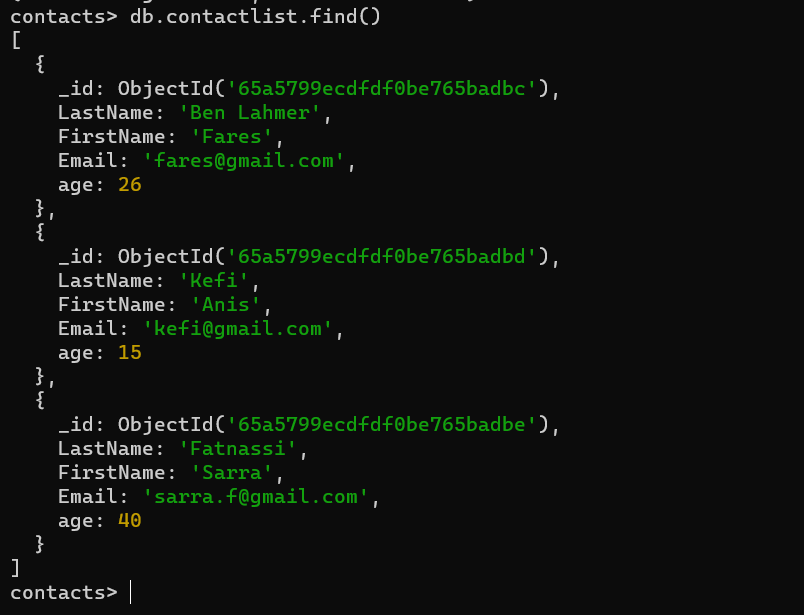 contacts> db.contactlist.find()
[
  {
    _id: ObjectId('65a5799ecdfdf0be765badbc'),
    LastName: 'Ben Lahmer',
    FirstName: 'Fares',
    Email: 'fares@gmail.com',
    age: 26
  },
  {
    _id: ObjectId('65a5799ecdfdf0be765badbd'),
    LastName: 'Kefi',
    FirstName: 'Anis',
    Email: 'kefi@gmail.com',
    age: 15
  },
  {
    _id: ObjectId('65a5799ecdfdf0be765badbe'),
    LastName: 'Fatnassi',
    FirstName: 'Sarra',
    Email: 'sarra.f@gmail.com',
    age: 40
  }
]
contacts>